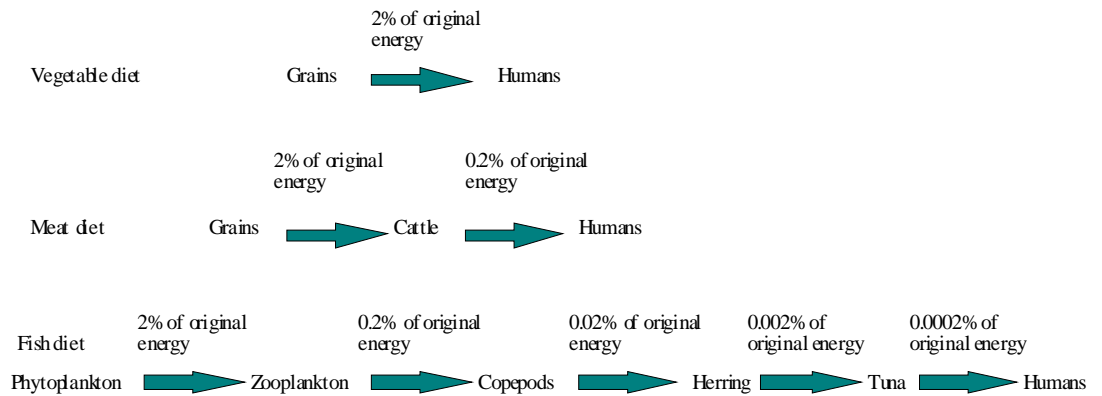 2% of original
energy
Vegetable diet Grains Humans
2% of original 0.2% of original
energy energy
Meat diet Grains Cattle Humans
2% of original 0.2% of original 0.02% of original 0.002% of 0.0002% of
Fish diet energy energy energy original energy original energy
Phytoplankton Zooplankton Copepods Herring Tuna Humans